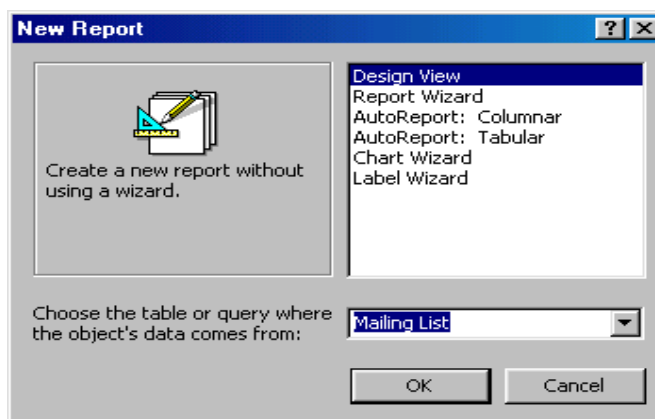 New Report
Design View
Report Wizard
AutoReport: Columnar
AutoReport: Tabular
Chart Wizard
Label Wizard
Create a new report without
using a wizard.
Choose the table or query where
the object's data comes from:
Mailing List
OK
Cancel